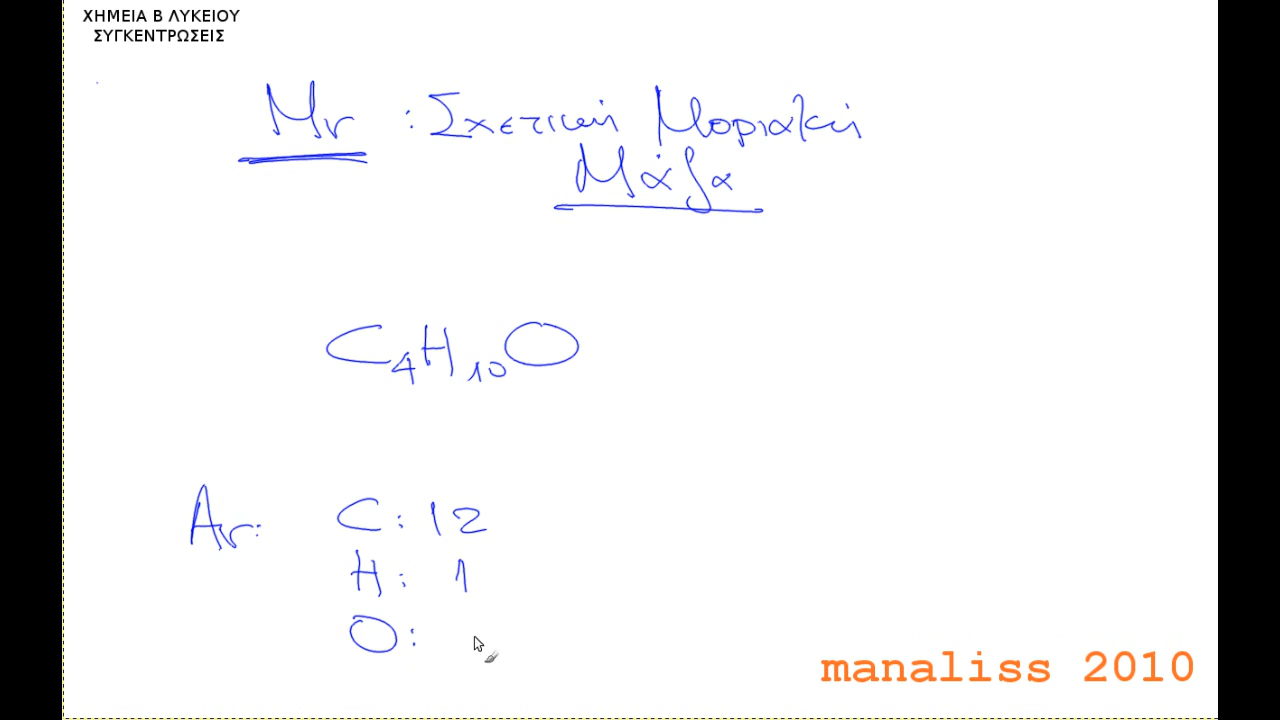 ΧΗΜΕΙΑ Β ΛΥΚΕΙΟΥ
ΣΥΓΚΕΝΤΡΩΣΕΙΣ
Mr : Σχετική Μοριακή
Μάζα
C₄H₁₀O
Ar: C: 12
H: 1
O:
manaliss 2010